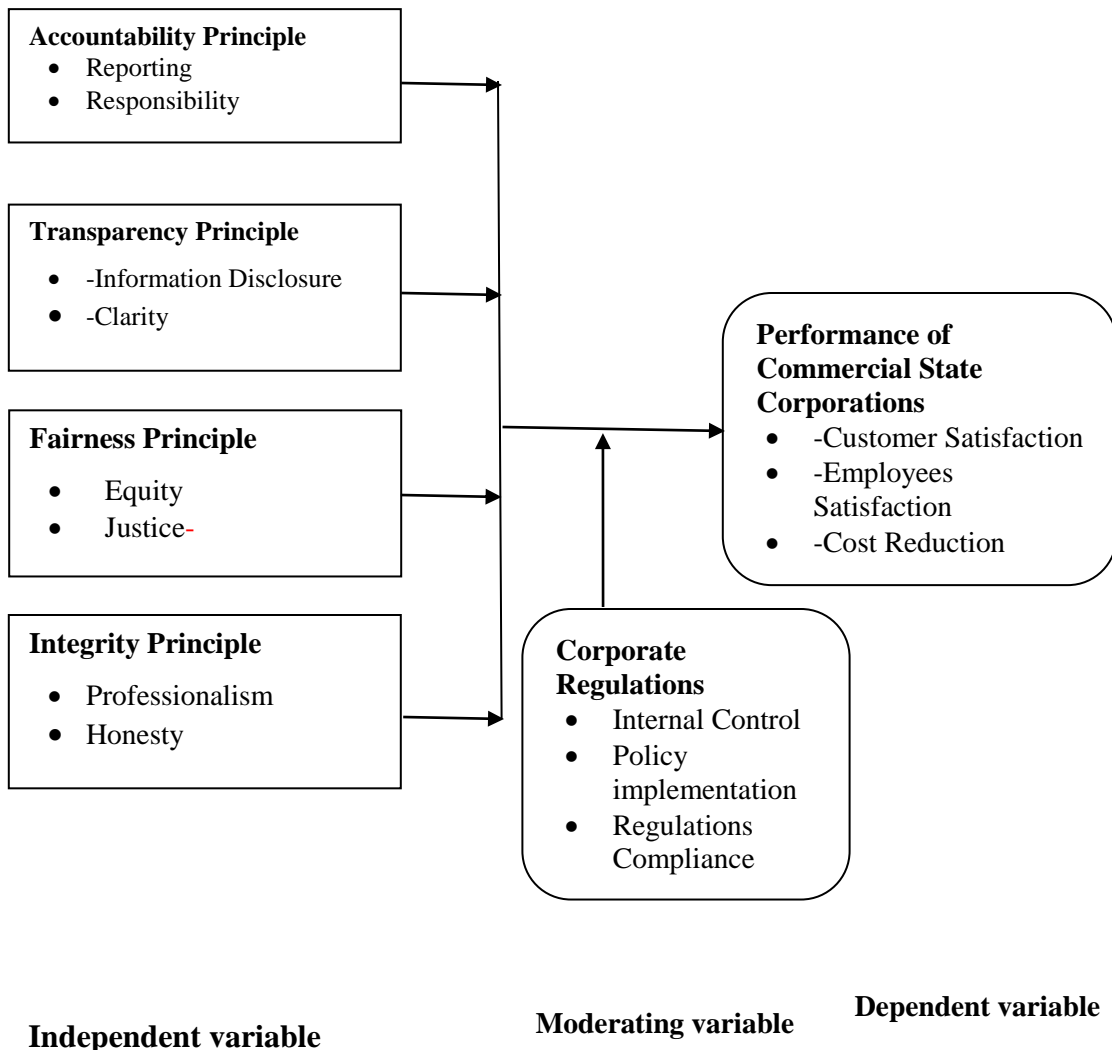 Accountability Principle
• Reporting
• Responsibility
Transparency Principle
• -Information Disclosure
• -Clarity
Fairness Principle
• Equity
• Justice-
Integrity Principle
• Professionalism
• Honesty
Performance of
Commercial State
Corporations
• -Customer Satisfaction
• -Employees
Satisfaction
• -Cost Reduction
Corporate
Regulations
• Internal Control
• Policy
implementation
• Regulations
Compliance
Independent variable
Moderating variable
Dependent variable